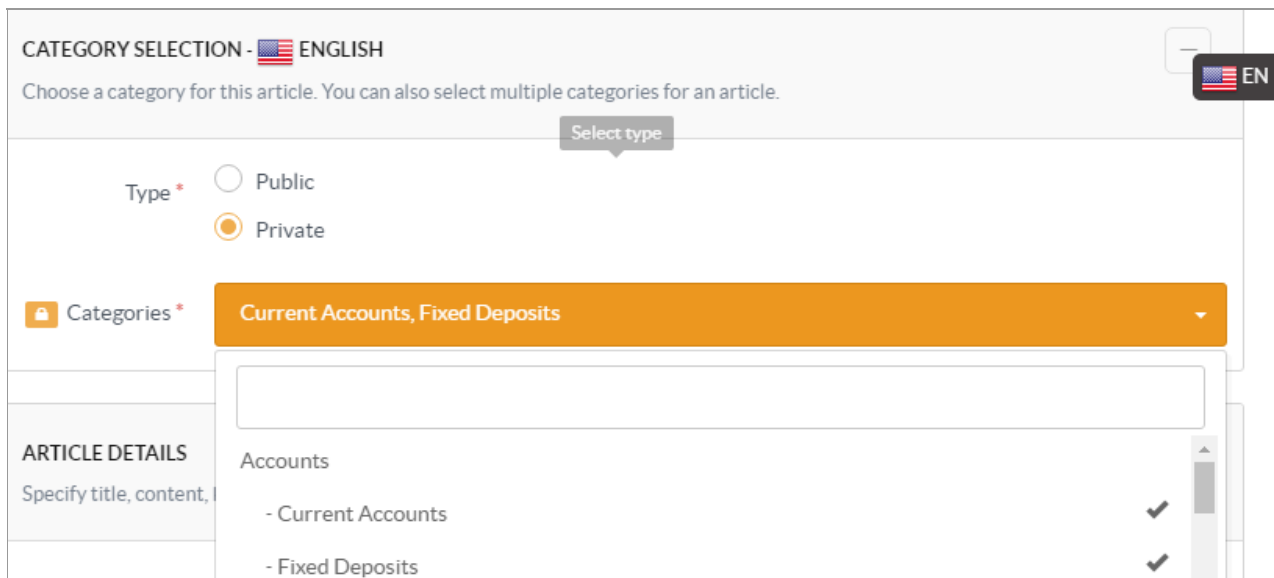 CATEGORY SELECTION - ENGLISH
EN
Choose a category for this article. You can also select multiple categories for an article.
Select type
Type *
Public
Private
Categories *
Current Accounts, Fixed Deposits
ARTICLE DETAILS
Accounts
Specify title, content,
- Current Accounts
- Fixed Deposits